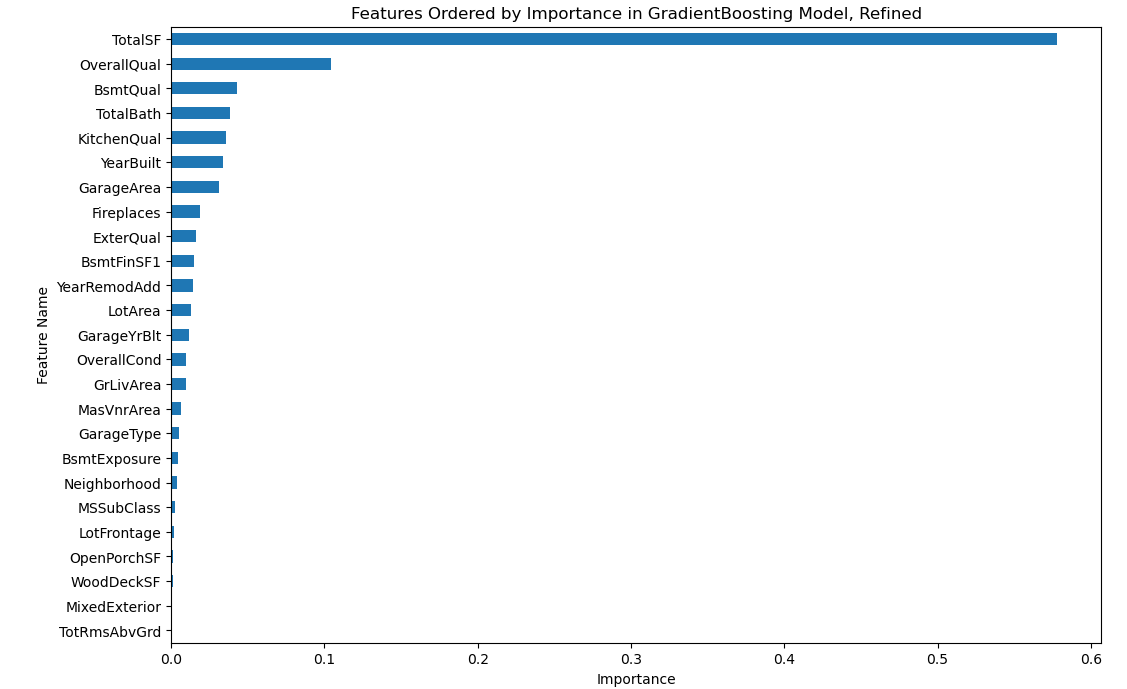 Features Ordered by Importance in GradientBoosting Model, Refined
Feature Name
TotalSF
OverallQual
BsmtQual
TotalBath
KitchenQual
YearBuilt
GarageArea
Fireplaces
ExterQual
BsmtFinSF1
YearRemodAdd
LotArea
GarageYrBlt
OverallCond
GrLivArea
MasVnrArea
GarageType
BsmtExposure
Neighborhood
MSSubClass
LotFrontage
OpenPorchSF
WoodDeckSF
MixedExterior
TotRmsAbvGrd
0.0 0.1 0.2 0.3 0.4 0.5 0.6
Importance